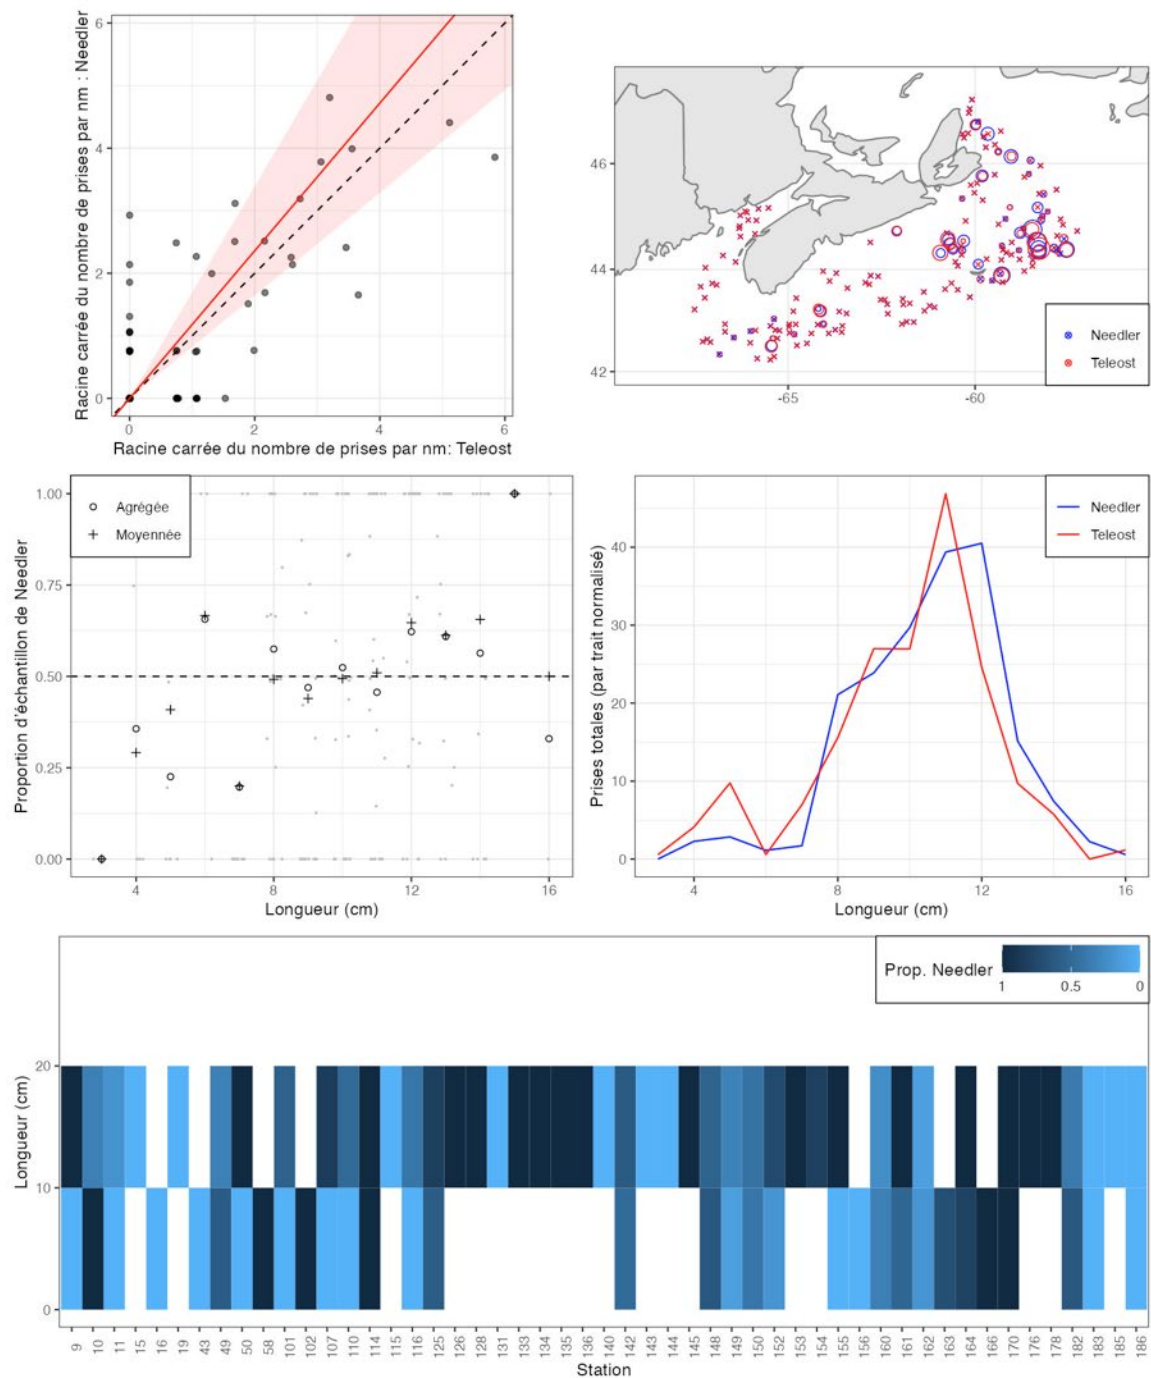 Racine carrée du nombre de prises par nm : Needler
6
4
2
0
0
2
4
6
Racine carrée du nombre de prises par nm: Teleost
46
44
42
-65
-60
Needler
Teleost
Proportion d'échantillon de Needler
1.00
0.75
0.50
0.25
0.00
Agrégée
Moyennée
4
8
12
16
Longueur (cm)
Prises totales (par trait normalisé)
40
30
20
10
0
Needler
Teleost
4
8
12
16
Longueur (cm)
Prop. Needler
1
0.5
0
Longueur (cm)
20
10
0
9 10 11 15 16 19 43 49 50 58 101 102 107 110 114 115 116 125 126 128 131 133 134 135 136 140 142 143 144 145 148 149 150 152 153 154 155 156 160 161 162 163 164 166 170 176 178 182 183 185 186
Station